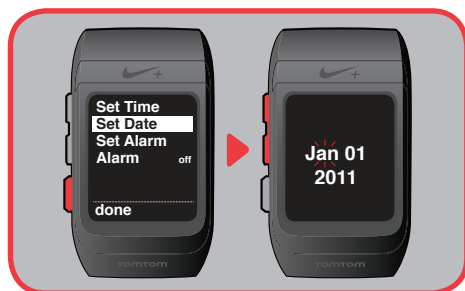 Set Time
Set Date
Set Alarm
Alarm off
done
TOMTOM
Jan 01
2011
TOMTOM